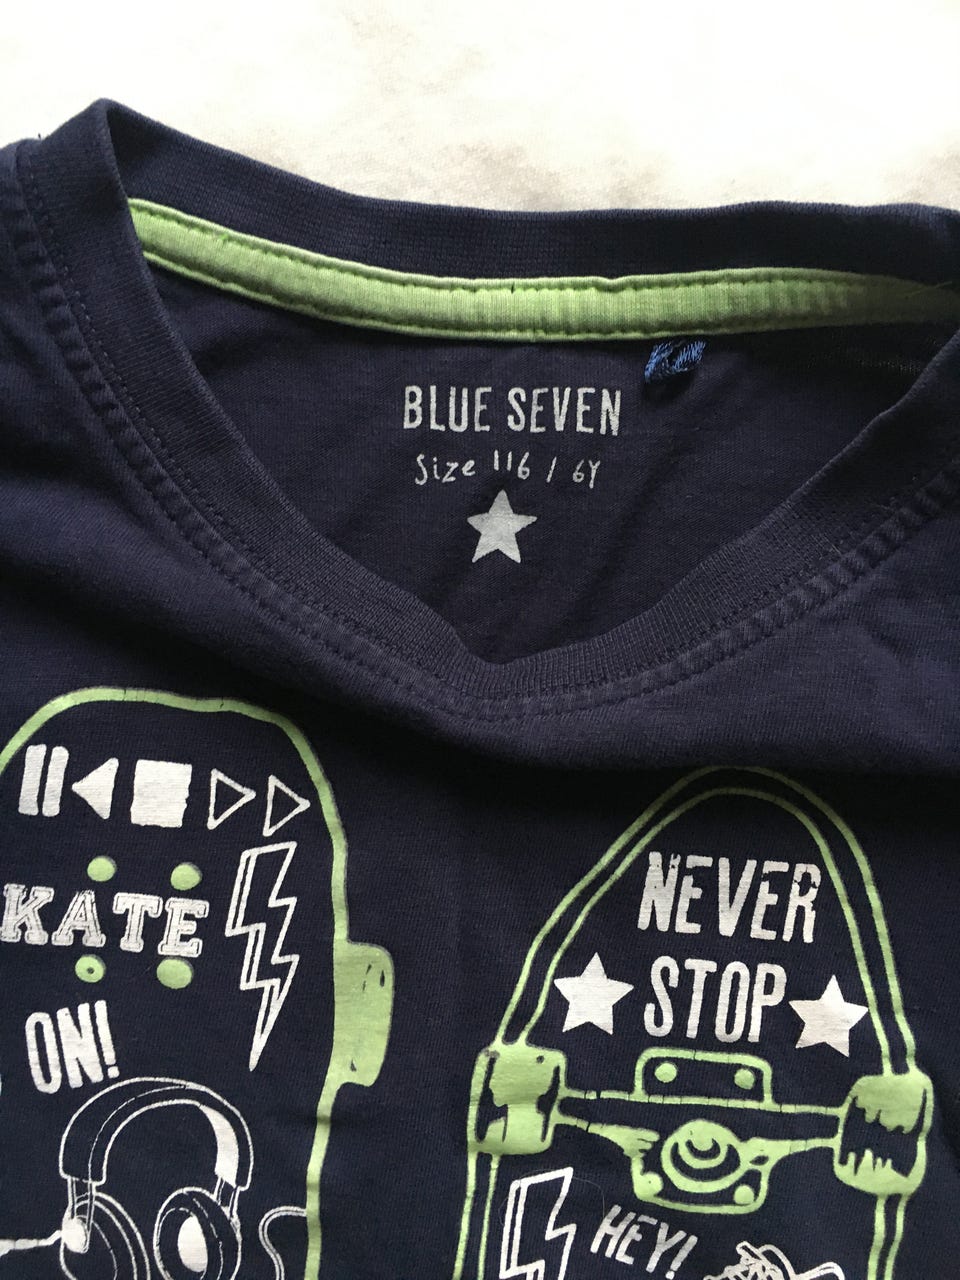 BLUE SEVEN
Size 116 / 6Y
KATE
ON!
NEVER
STOP
HEY!